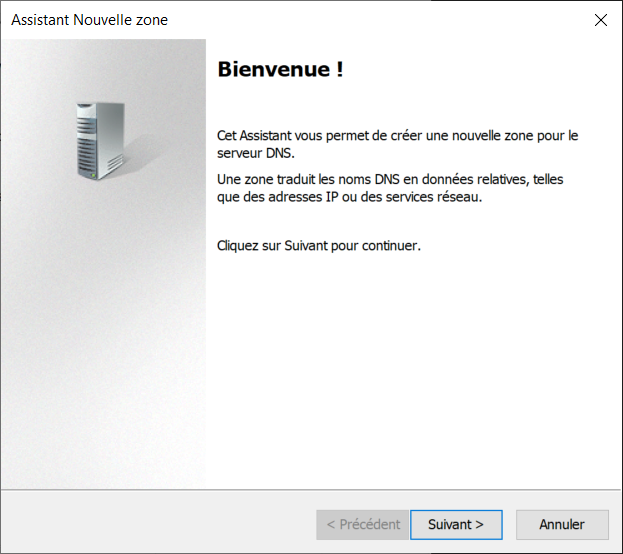 Assistant Nouvelle zone
Bienvenue !
Cet Assistant vous permet de créer une nouvelle zone pour le
serveur DNS.
Une zone traduit les noms DNS en données relatives, telles
que des adresses IP ou des services réseau.
Cliquez sur Suivant pour continuer.
< Précédent
Suivant >
Annuler